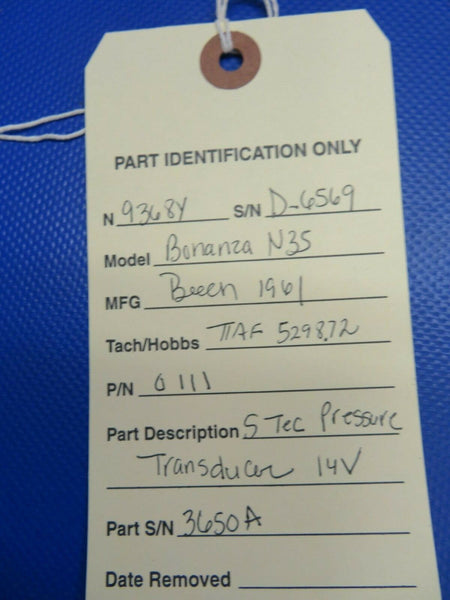 PART IDENTIFICATION ONLY
N 9368Y S/N D-6569
Model Bonanza N35
MFG Beech 1961
Tach/Hobbs TTAF 5298.72
P/N 0111
Part Description S Tec Pressure
Transducer 14V
Part S/N 3650A
Date Removed